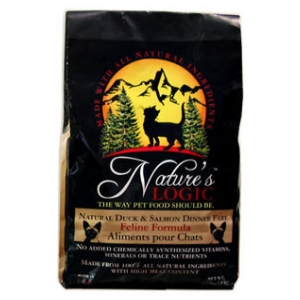 MADE WITH ALL NATURAL INGREDIENTS
Nature's
LOGIC
THE WAY PET FOOD SHOULD BE.
NATURAL DUCK & SALMON DINNER FARE
Feline Formula
Aliments pour Chats
NO ADDED CHEMICALLY SYNTHESIZED VITAMINS,
MINERALS OR TRACE NUTRIENTS
MADE FROM 100% ALL NATURAL INGREDIENTS
WITH HIGH MEAT CONTENT